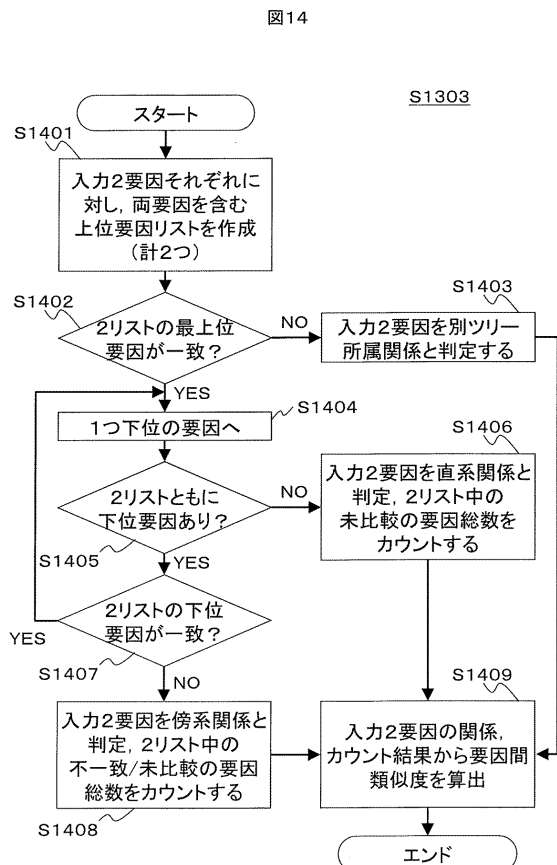 図14
S1303
スタート
S1401
入力2要因それぞれに
対し，両要因を含む
上位要因リストを作成
(計2つ)
S1402
2リストの最上位
要因が一致？
NO
S1403
入力2要因を別ツリー
所属関係と判定する
YES
S1404
1つ下位の要因へ
S1405
2リストともに
下位要因あり？
NO
S1406
入力2要因を直系関係と
判定，2リスト中の
未比較の要因総数を
カウントする
YES
2リストの下位
要因が一致？
YES
S1407
NO
入力2要因を傍系関係と
判定，2リスト中の
不一致/未比較の要因
総数をカウントする
S1408
S1409
入力2要因の関係，
カウント結果から要因間
類似度を算出
エンド